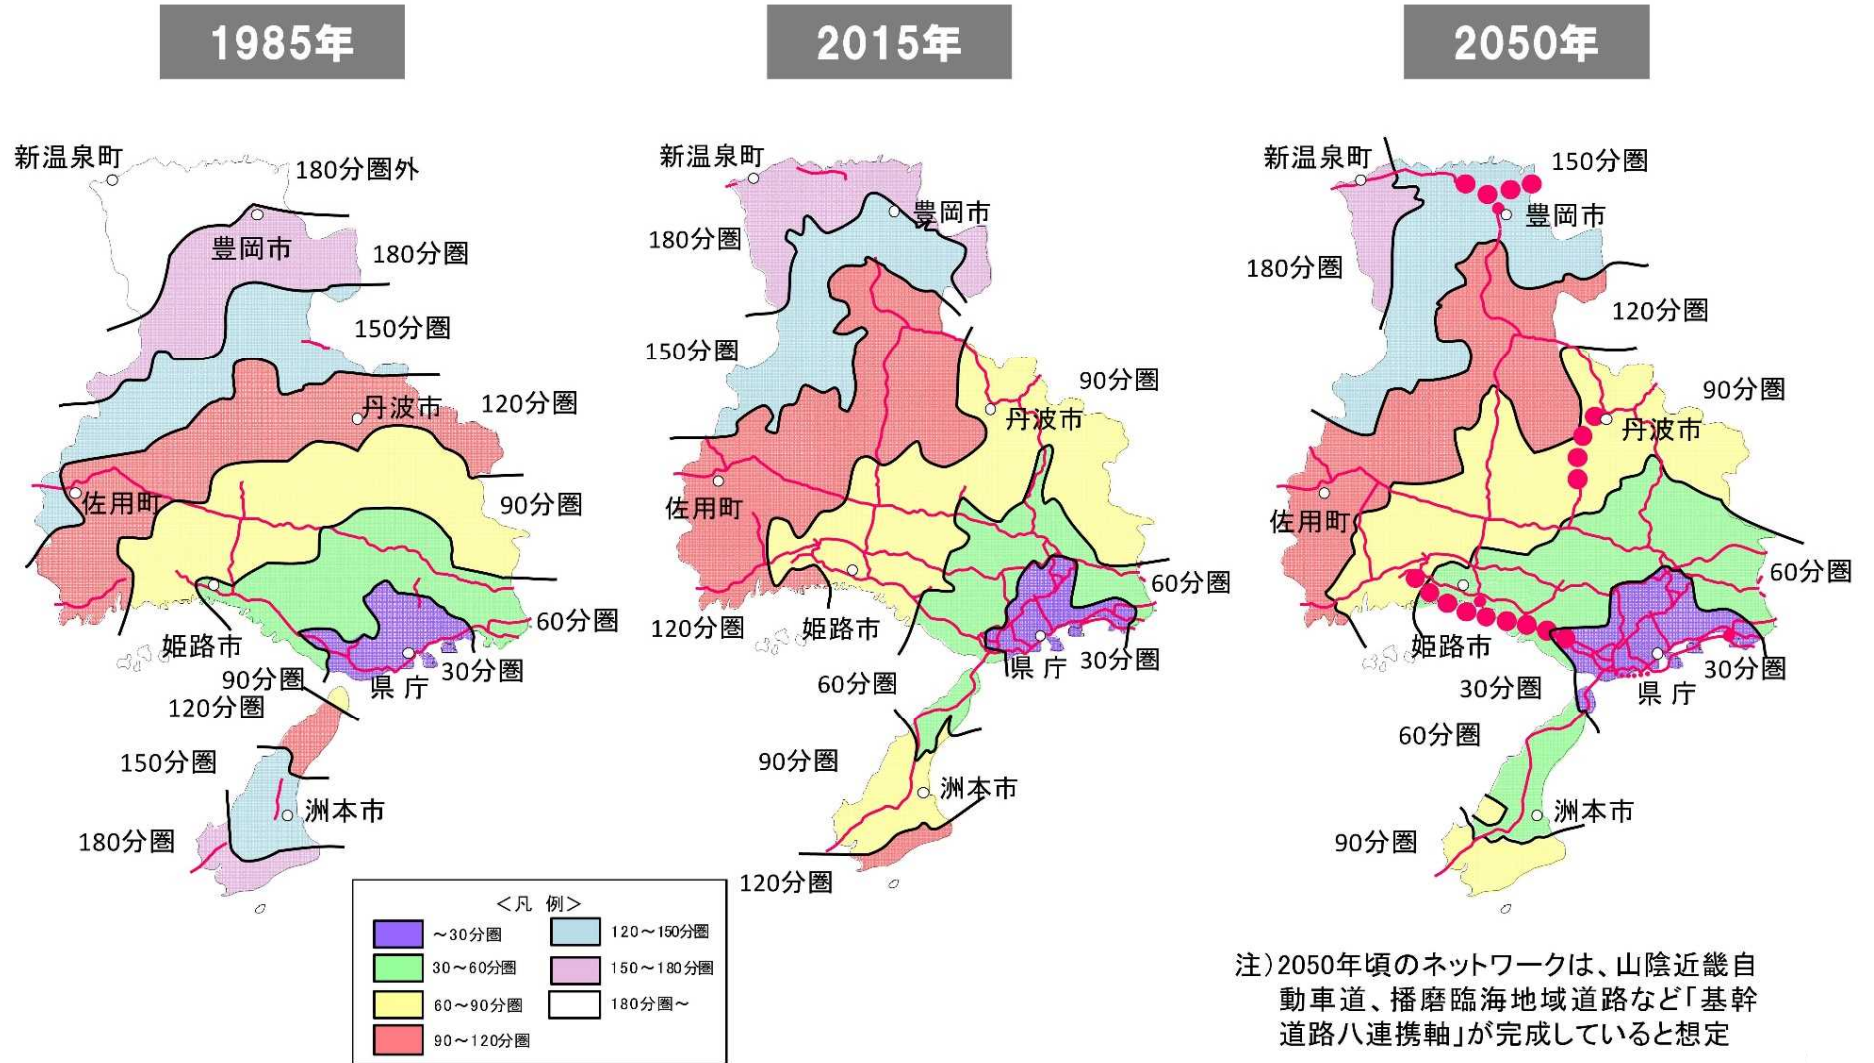 1985年
2015年
2050年
新温泉町
180分圏外
豊岡市
180分圏
150分圏
120分圏
丹波市
佐用町
90分圏
60分圏
姫路市
30分圏
県庁
90分圏
120分圏
150分圏
洲本市
180分圏
新温泉町
豊岡市
180分圏
150分圏
90分圏
丹波市
佐用町
60分圏
120分圏
姫路市
県庁
30分圏
60分圏
90分圏
洲本市
120分圏
新温泉町
150分圏
豊岡市
180分圏
120分圏
90分圏
丹波市
佐用町
60分圏
姫路市
30分圏
30分圏
県庁
60分圏
洲本市
90分圏
<凡 例>
～30分圏
30～60分圏
60～90分圏
90～120分圏
120～150分圏
150～180分圏
180分圏～
注)2050年頃のネットワークは、山陰近畿自
動車道、播磨臨海地域道路など「基幹
道路八連携軸」が完成していると想定